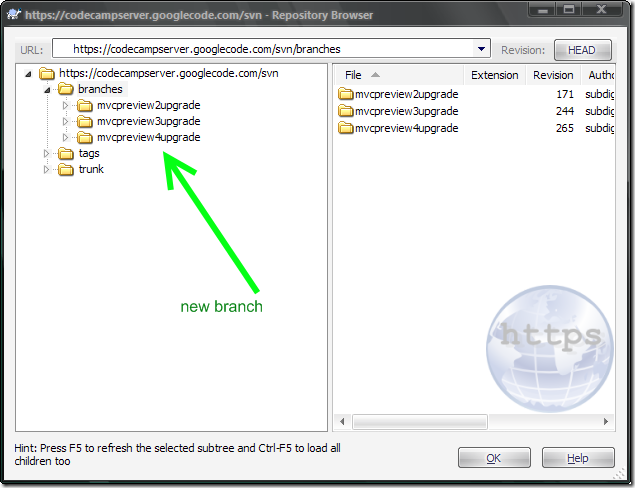 https://codecampserver.googlecode.com/svn - Repository Browser
URL: https://codecampserver.googlecode.com/svn/branches Revision: HEAD
https://codecampserver.googlecode.com/svn
branches
mvcpreview2upgrade
mvcpreview3upgrade
mvcpreview4upgrade
tags
trunk
new branch
File Extension Revision Autho
mvcpreview2upgrade 171 subdig
mvcpreview3upgrade 244 subdig
mvcpreview4upgrade 265 subdig
https
Hint: Press F5 to refresh the selected subtree and Ctrl-F5 to load all
children too
OK Help